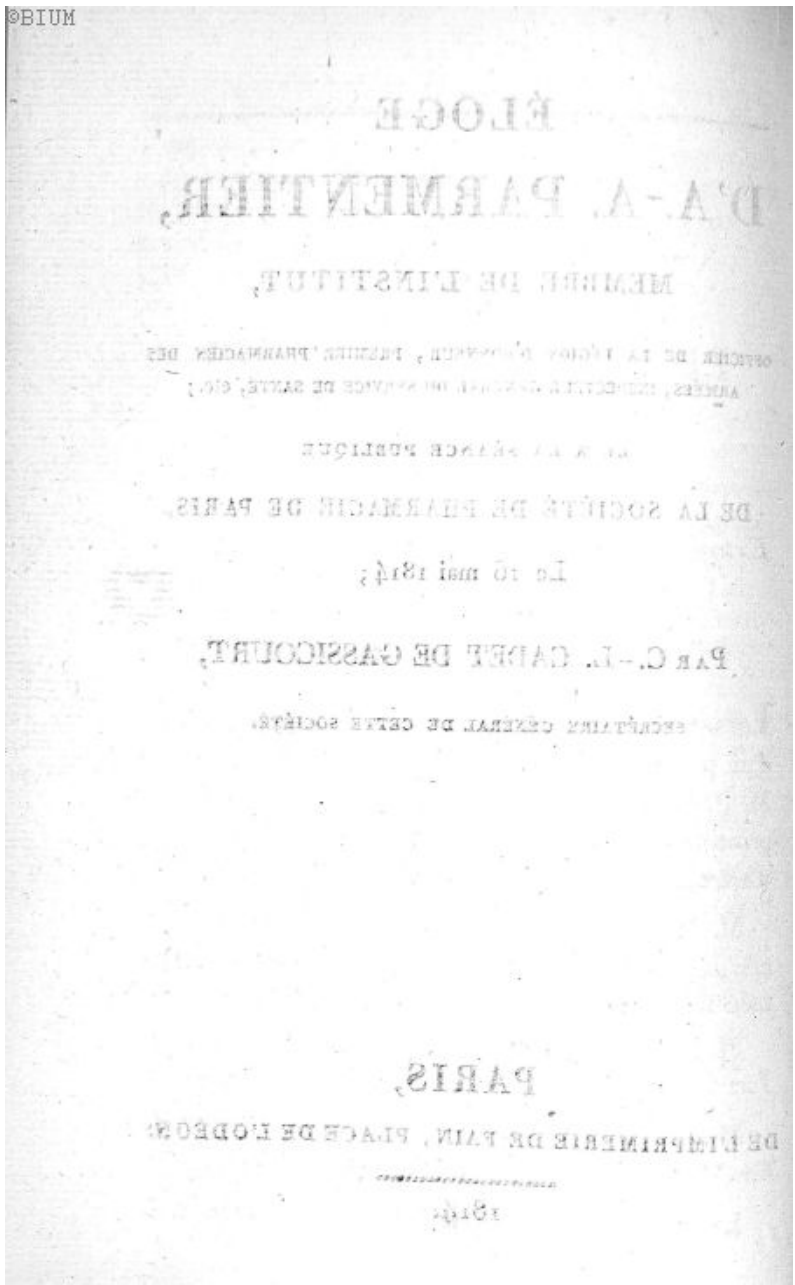 ©BIUM
ÉLOGE
D'A.-A. PARMENTIER,
MEMBRE DE L'INSTITUT,
OFFICIER DE LA LÉGION D'HONNEUR, PREMIER PHARMACIEN DES
ARMÉES, INSPECTEUR GÉNÉRAL DU SERVICE DE SANTÉ, etc.;
LU A LA SÉANCE PUBLIQUE
DE LA SOCIÉTÉ DE PHARMACIE DE PARIS,
Le 16 mai 1814;
PAR C.-L. CADET DE GASSICOURT,
SECRÉTAIRE GÉNÉRAL DE CETTE SOCIÉTÉ.
PARIS,
DE L'IMPRIMERIE DE FAIN, PLACE DE L'ODÉON.
1814.